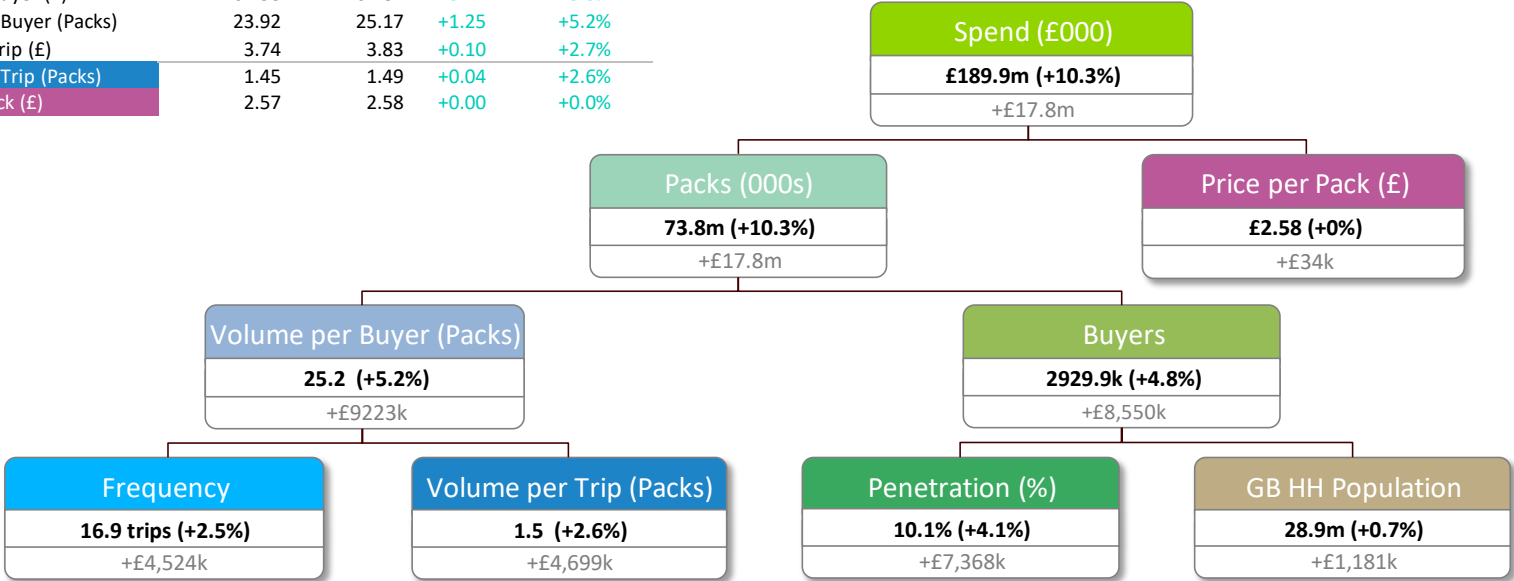 Buyer (Packs) 23.92 25.17 +1.25 +5.2%
(£) 3.74 3.83 +0.10 +2.7%
Trip (Packs) 1.45 1.49 +0.04 +2.6%
(£) 2.57 2.58 +0.00 +0.0%
Spend (£000)
£189.9m (+10.3%)
+£17.8m
Packs (000s)
73.8m (+10.3%)
+£17.8m
Price per Pack (£)
£2.58 (+0%)
+£34k
Volume per Buyer (Packs)
25.2 (+5.2%)
+£9223k
Buyers
2929.9k (+4.8%)
+£8,550k
Frequency
16.9 trips (+2.5%)
+£4,524k
Volume per Trip (Packs)
1.5 (+2.6%)
+£4,699k
Penetration (%)
10.1% (+4.1%)
+£7,368k
GB HH Population
28.9m (+0.7%)
+£1,181k